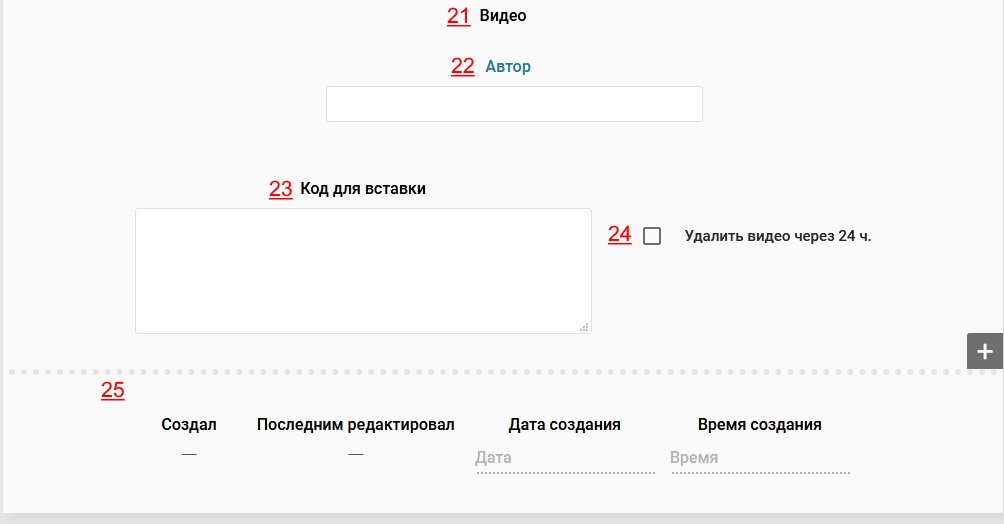 21 Видео
22 Автор
23 Код для вставки
24 Удалить видео через 24 ч.
+
25
Создал Последним редактировал Дата создания Время создания
— — Дата Время